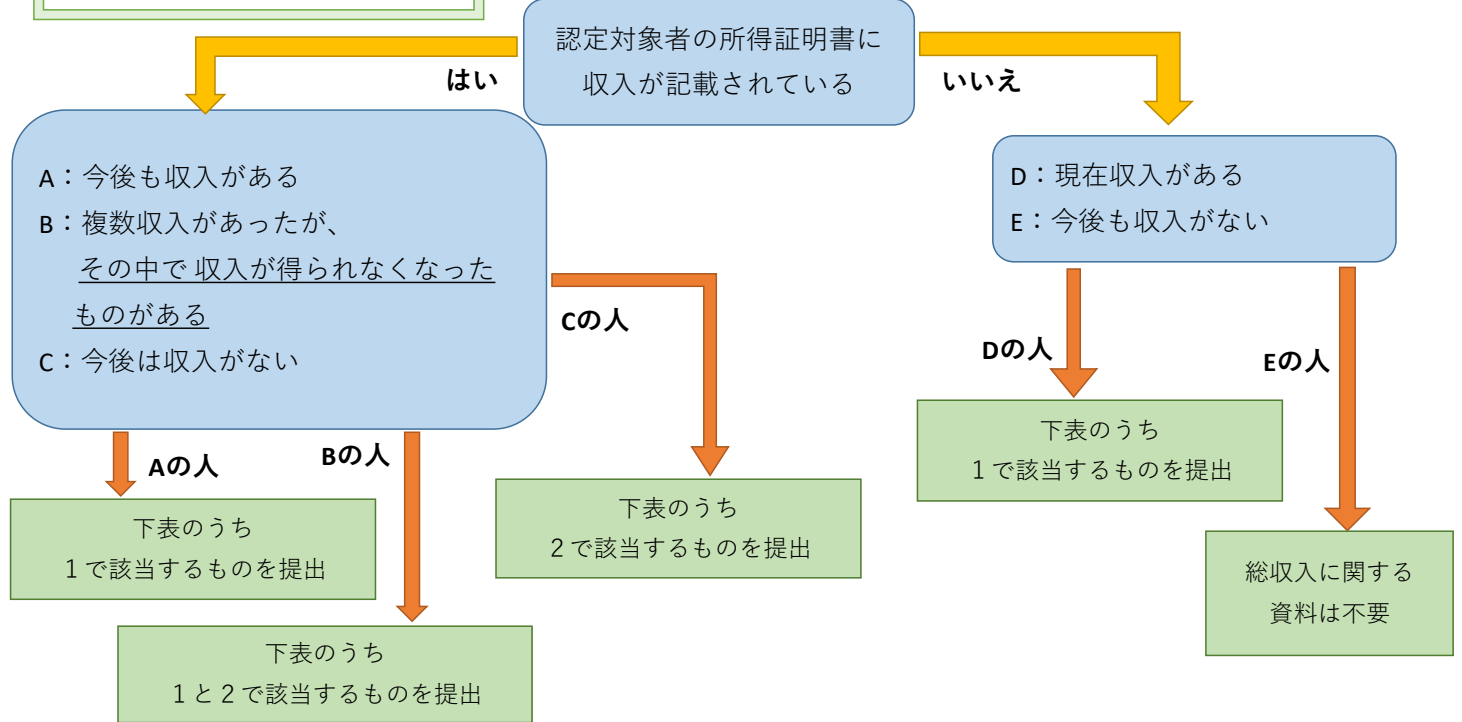 認定対象者の所得証明書に
収入が記載されている
はい
いいえ
A：今後も収入がある
B：複数収入があったが、
その中で 収入が得られなくなった
ものがある
C：今後は収入がない
D：現在収入がある
E：今後も収入がない
Cの人
Dの人
Eの人
Aの人
Bの人
下表のうち
１で該当するものを提出
下表のうち
２で該当するものを提出
下表のうち
１で該当するものを提出
総収入に関する
資料は不要
下表のうち
１と２で該当するものを提出